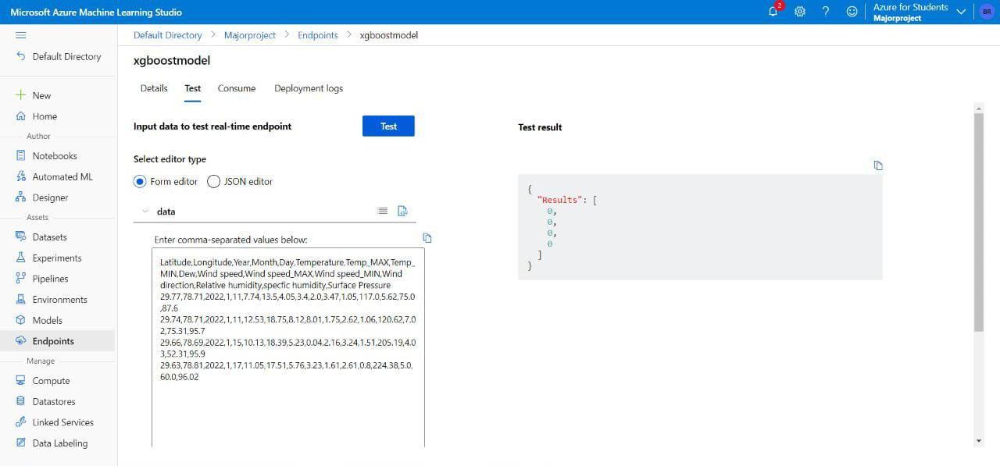 Microsoft Azure Machine Learning Studio
2
Azure for Students
Majorproject
BR
Default Directory
New
Home
Author
Notebooks
Automated ML
Designer
Assets
Datasets
Experiments
Pipelines
Environments
Models
Endpoints
Manage
Compute
Datastores
Linked Services
Data Labeling
Default Directory > Majorproject > Endpoints > xgboostmodel
xgboostmodel
Details Test Consume Deployment logs
Input data to test real-time endpoint
Test
Select editor type
Form editor JSON editor
data
Enter comma-separated values below:
Latitude,Longitude,Year,Month,Day,Temperature,Temp_MAX,Temp_
MIN,Dew,Wind speed,Wind speed_MAX,Wind speed_MIN,Wind
direction,Relative humidity,specfic humidity,Surface Pressure
29.77,78.71,2022,1,11,7.74,13.5,4.05,3.4,2.0,3.47,1.05,117.0,5.62,75.0
,87.6
29.74,78.71,2022,1,11,12.53,18.75,8.12,8.01,1.75,2.62,1.06,120.62,7.0
2,75.31,95.7
29.66,78.69,2022,1,15,10.13,18.39,5.23,0.04,2.16,3.24,1.51,205.19,4.0
3,52.31,95.9
29.63,78.81,2022,1,17,11.05,17.51,5.76,3.23,1.61,2.61,0.8,224.38,5.0,
60.0,96.02
Test result
{
"Results": [
0,
0,
0,
0
]
}